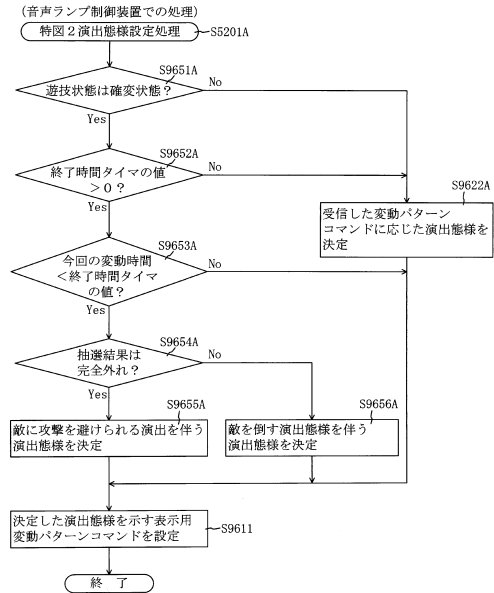 (音声ランプ制御装置での処理)
特図2演出態様設定処理
S5201A
S9651A
遊技状態は確変状態?
No
Yes
S9652A
終了時間タイマの値
>0?
No
Yes
S9622A
受信した変動パターン
コマンドに応じた演出態様を
決定
S9653A
今回の変動時間
<終了時間タイマ
の値?
No
Yes
S9654A
抽選結果は
完全外れ?
No
Yes
S9655A
敵に攻撃を避けられる演出を伴う
演出態様を決定
S9656A
敵を倒す演出態様を伴う
演出態様を決定
決定した演出態様を示す表示用
変動パターンコマンドを設定
S9611
終了